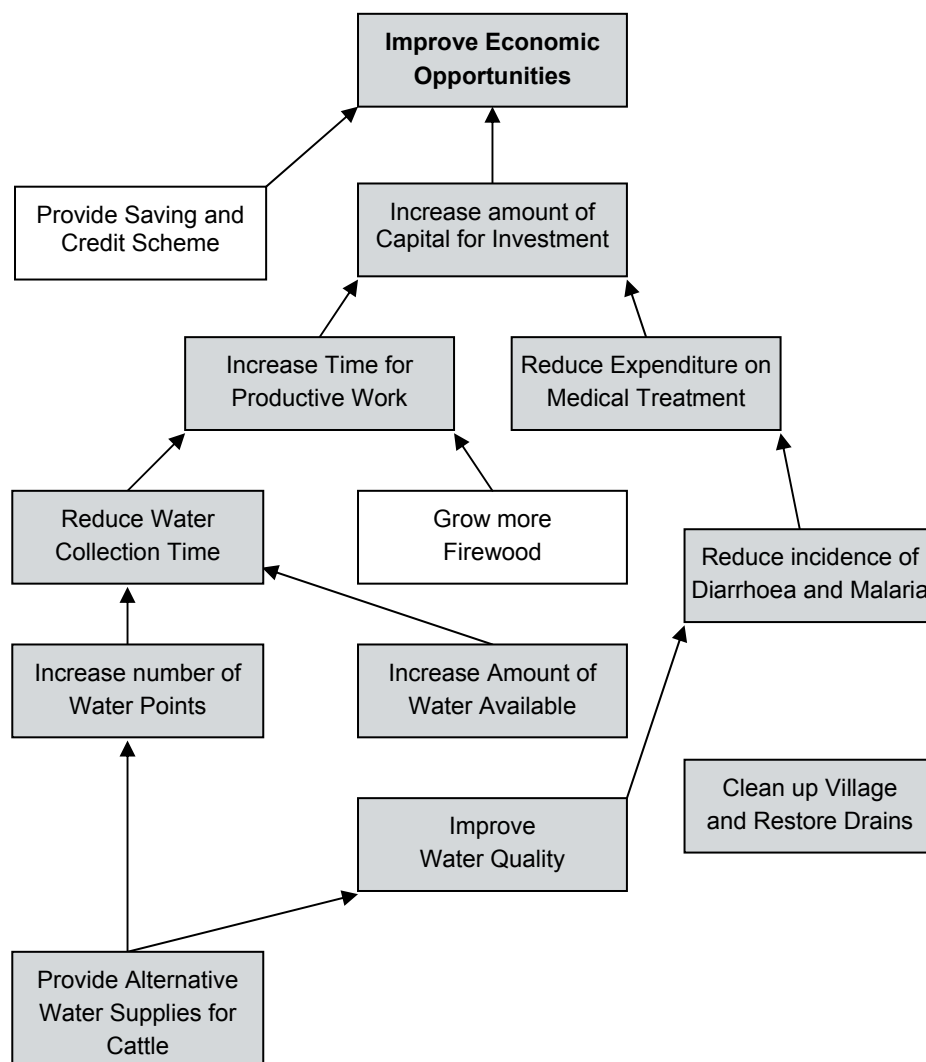 Improve Economic
Opportunities
Provide Saving and
Credit Scheme
Increase amount of
Capital for Investment
Increase Time for
Productive Work
Reduce Expenditure on
Medical Treatment
Reduce Water
Collection Time
Grow more
Firewood
Reduce incidence of
Diarrhoea and Malaria
Increase number of
Water Points
Increase Amount of
Water Available
Clean up Village
and Restore Drains
Improve
Water Quality
Provide Alternative
Water Supplies for
Cattle